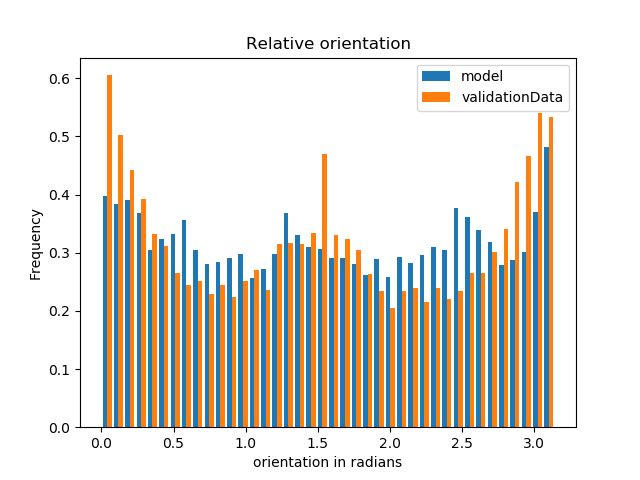 Relative orientation
model
validationData
Frequency
0.6
0.5
0.4
0.3
0.2
0.1
0.0
0.0 0.5 1.0 1.5 2.0 2.5 3.0
orientation in radians